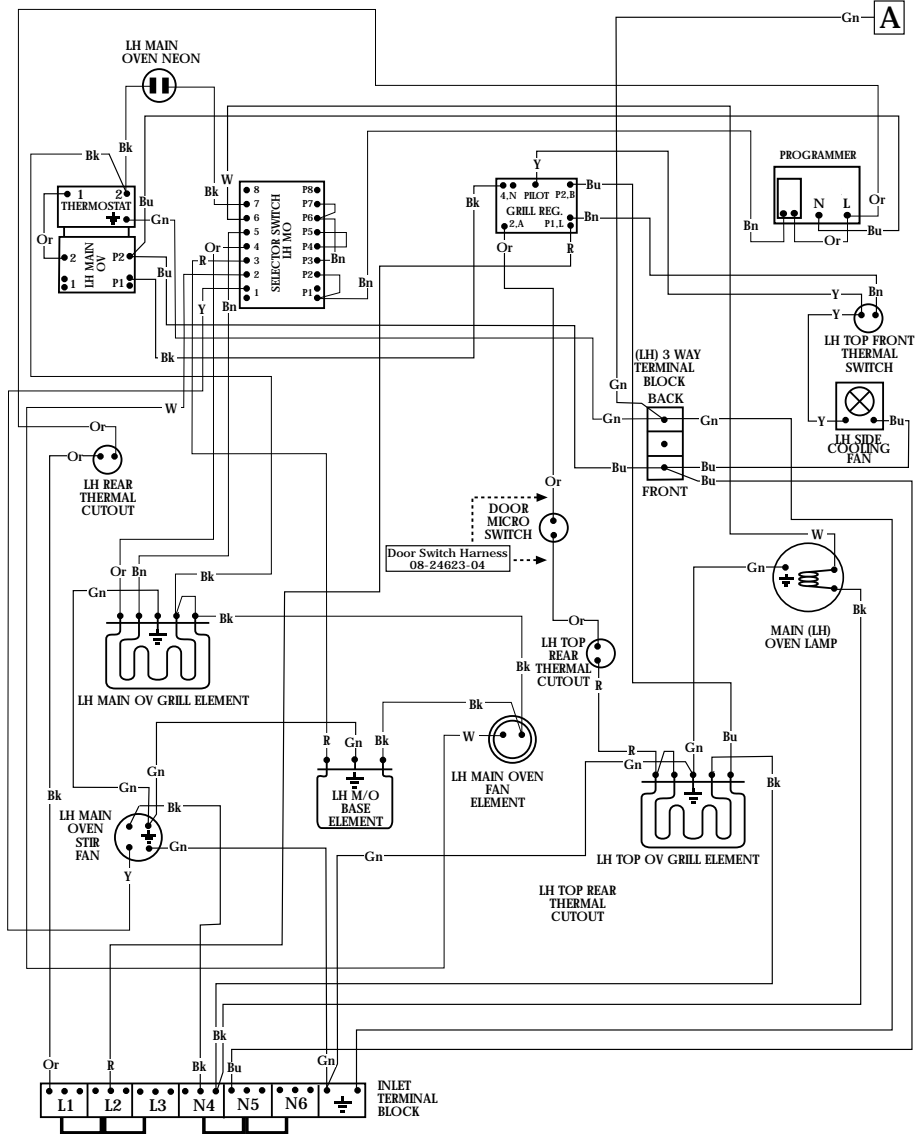 Gn
A
LH MAIN
OVEN NEON
Bk
Bk
Bu
W
Bk
1
2
THERMOSTAT
Gn
Or
2
P2
LH MAIN
OV
1
P1
Bu
8
7
6
5
4
3
2
1
P8
P7
P6
P5
P4
P3
P2
P1
SELECTOR SWITCH
LH MO
Bn
Bn
Or
R
Y
Bn
Bk
Y
4,N
PILOT
P2,B
GRILL REG.
2,A
P1,L
Bu
Bn
Bk
Or
R
PROGRAMMER
N
L
Or
Bn
Or
Bu
Y
Bn
Y
LH TOP FRONT
THERMAL
SWITCH
Y
Bu
LH SIDE
COOLING
FAN
(LH) 3 WAY
TERMINAL
BLOCK
BACK
Gn
Gn
Gn
Bu
Bu
Bu
FRONT
W
Or
Or
LH REAR
THERMAL
CUTOUT
Or
DOOR
MICRO
SWITCH
Door Switch Harness
08-24623-04
W
Gn
Bk
MAIN (LH)
OVEN LAMP
Or
Bn
Bk
Gn
Bk
LH MAIN OV GRILL ELEMENT
Or
LH TOP
REAR
THERMAL
CUTOUT
R
Bk
Bk
W
LH MAIN OVEN
FAN
ELEMENT
R
Gn
Bk
LH M/O
BASE
ELEMENT
R
Gn
Gn
Bu
Bk
LH TOP OV GRILL ELEMENT
Bk
Gn
Gn
Bk
LH MAIN
OVEN
STIR
FAN
Gn
Y
Gn
LH TOP REAR
THERMAL
CUTOUT
Or
R
Bk
Bk
Bu
Gn
L1
L2
L3
N4
N5
N6
INLET
TERMINAL
BLOCK